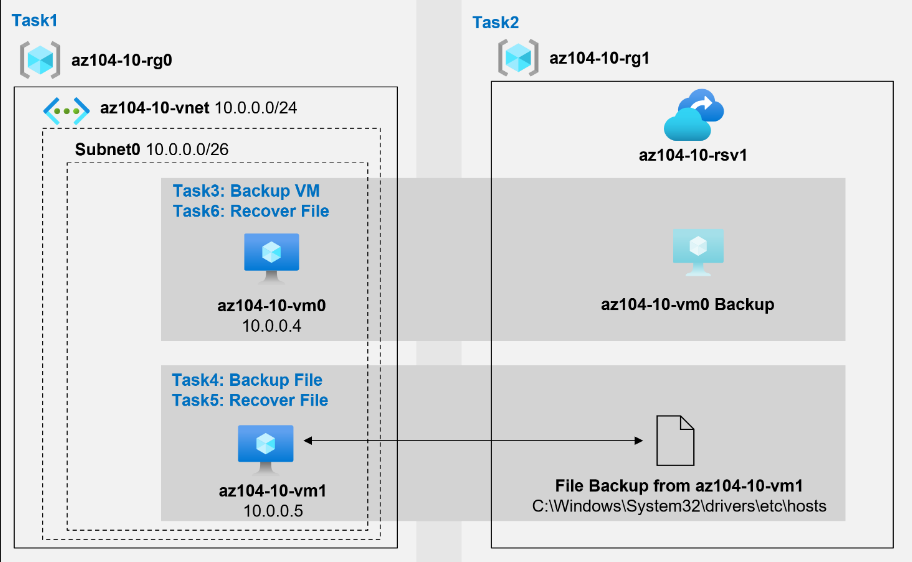 Task1
az104-10-rg0
az104-10-vnet 10.0.0.0/24
Subnet0 10.0.0.0/26
Task3: Backup VM
Task6: Recover File
az104-10-vm0
10.0.0.4
Task4: Backup File
Task5: Recover File
az104-10-vm1
10.0.0.5
Task2
az104-10-rg1
az104-10-rsv1
az104-10-vm0 Backup
File Backup from az104-10-vm1
C:\Windows\System32\drivers\etc\hosts